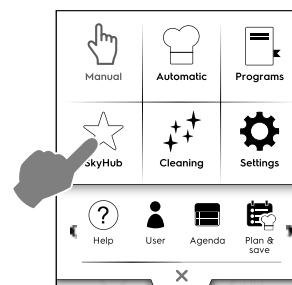 Manual Automatic Programs
SkyHub Cleaning Settings
?
Help User Agenda Plan &
save